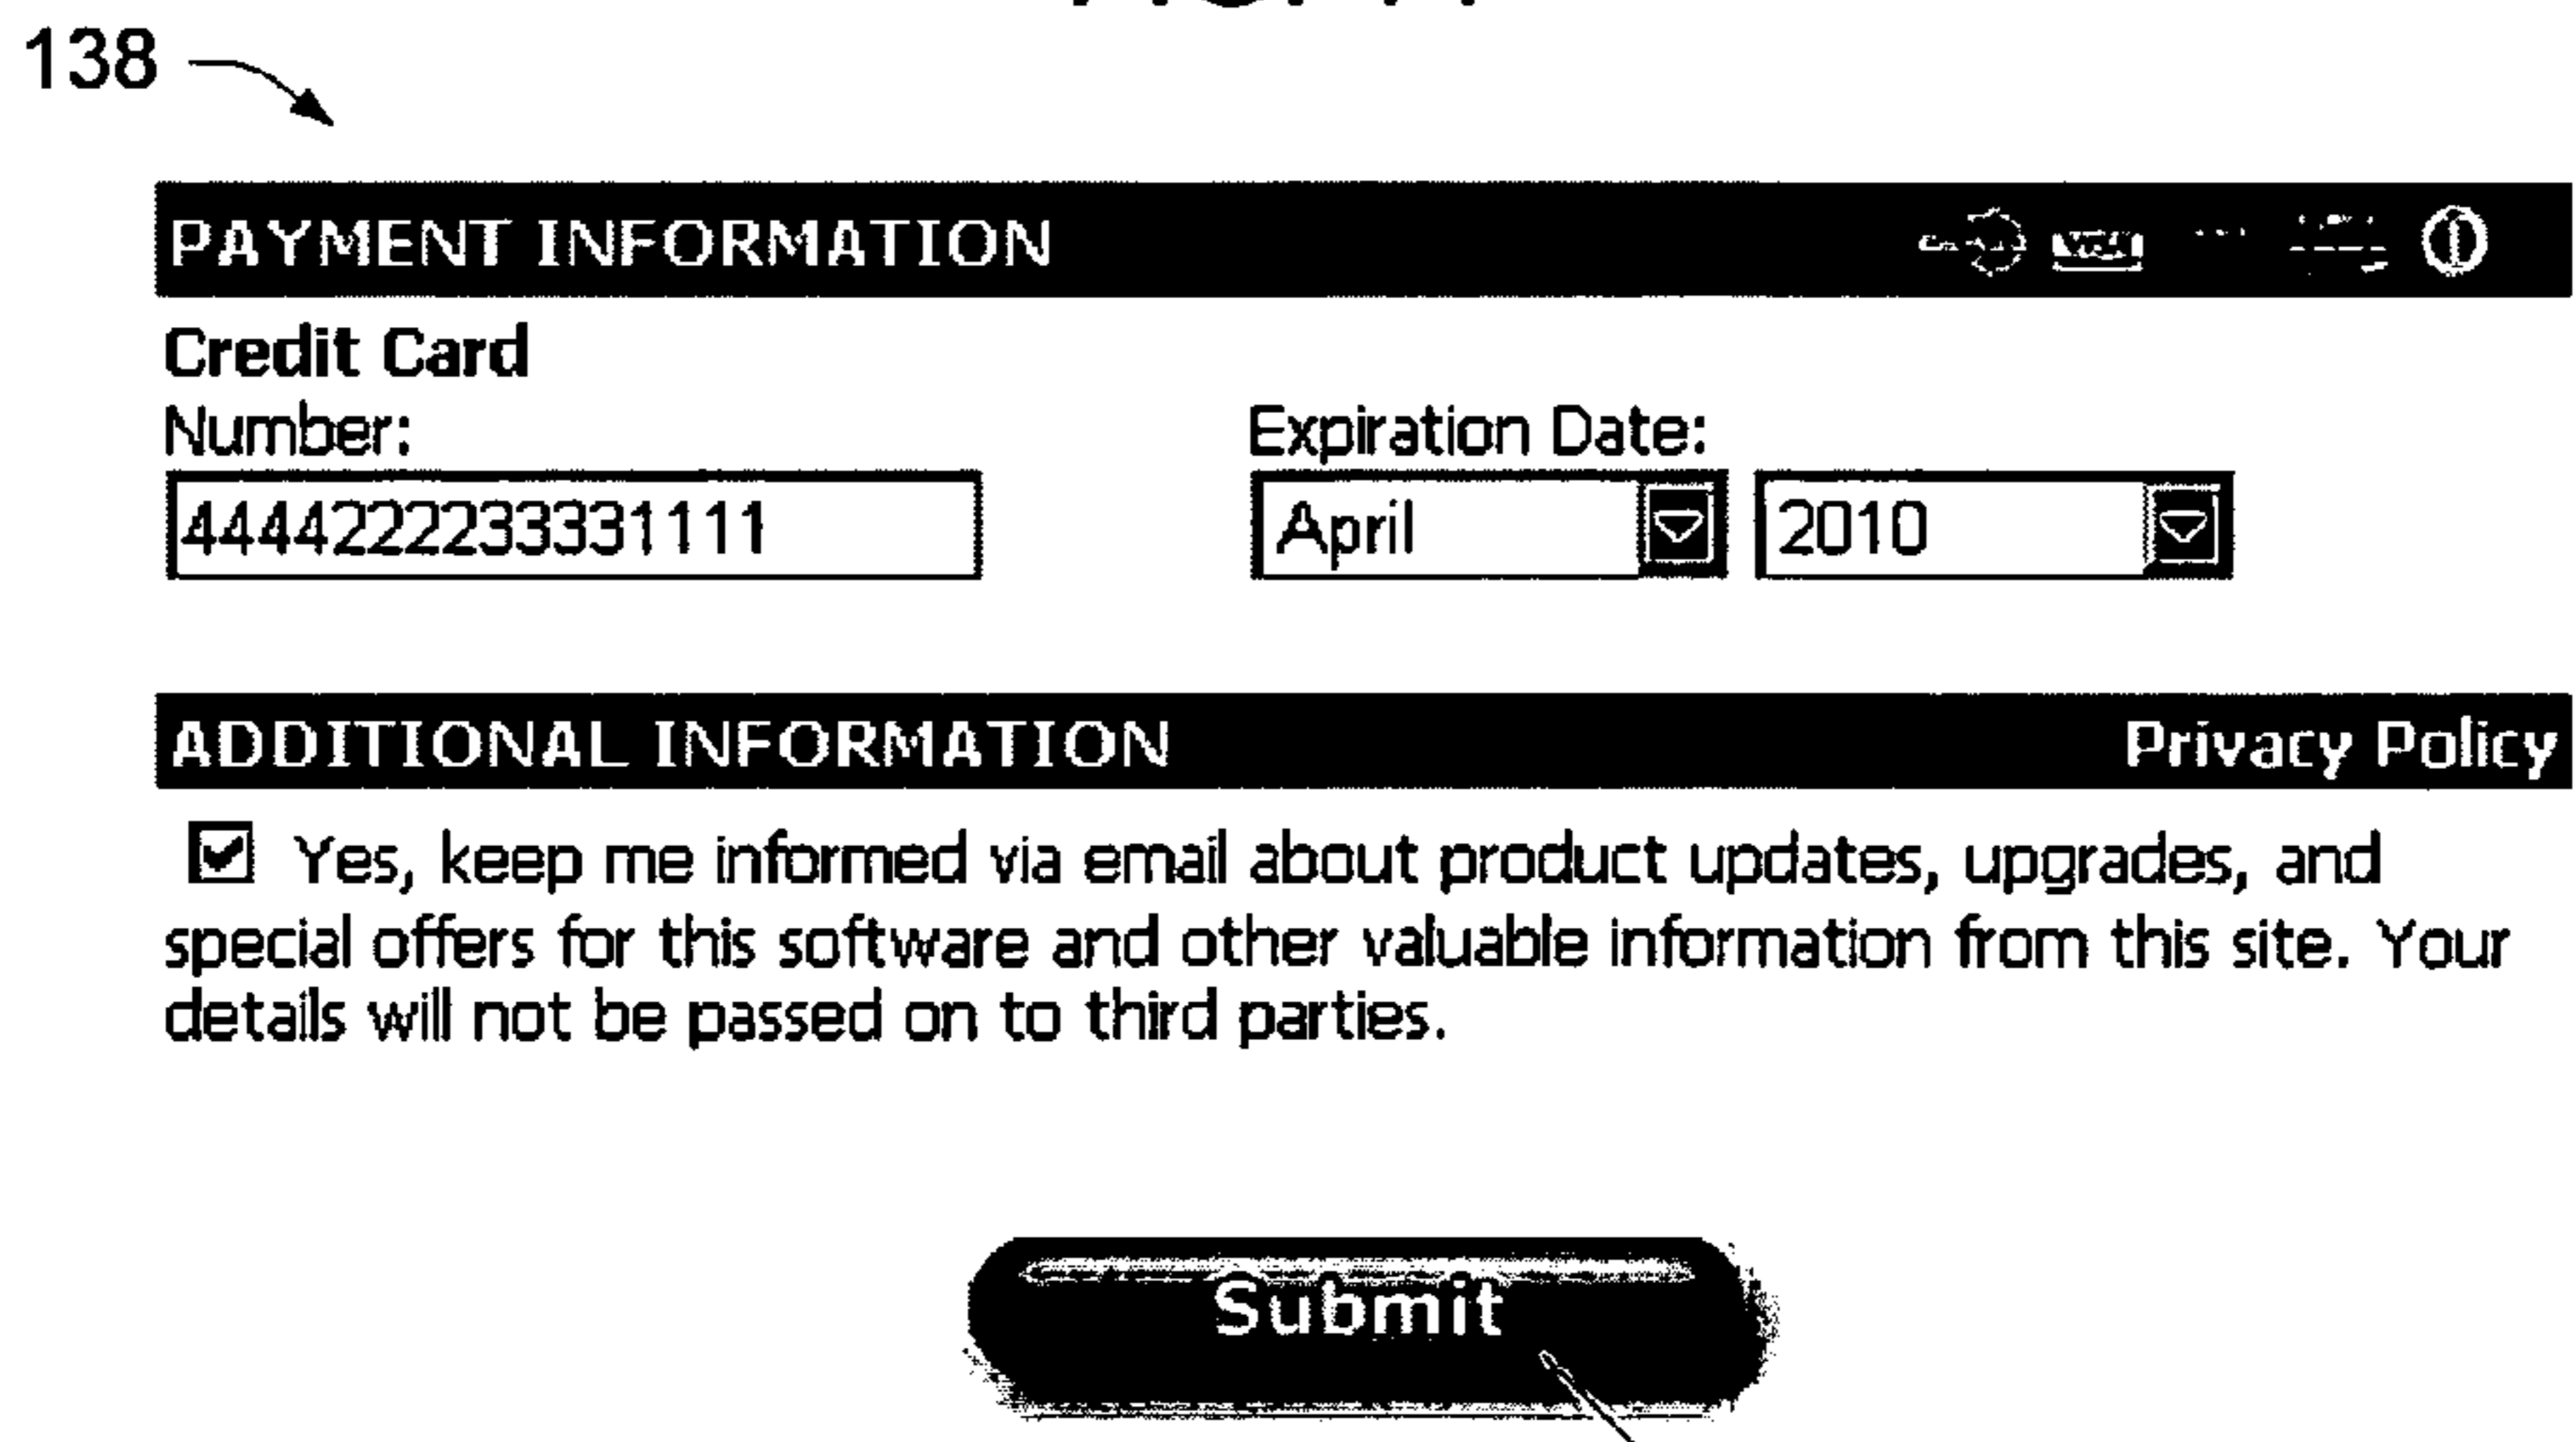 138
PAYMENT INFORMATION VISA
Credit Card
Number: Expiration Date:
4444222233331111 April 2010
ADDITIONAL INFORMATION Privacy Policy
Yes, keep me informed via email about product updates, upgrades, and
special offers for this software and other valuable information from this site. Your
details will not be passed on to third parties.
Submit